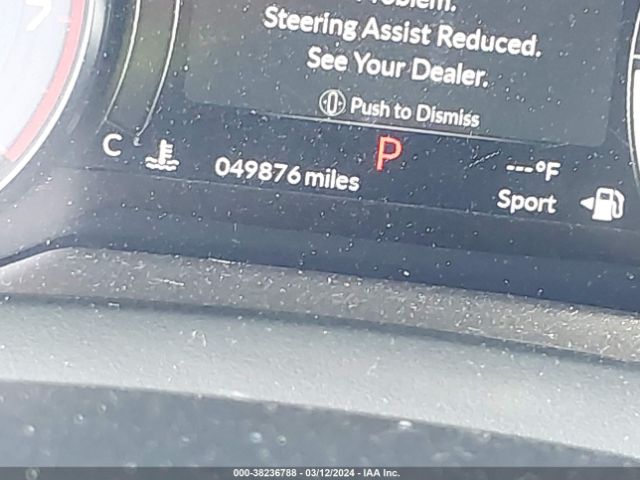 Problem.
Steering Assist Reduced.
See Your Dealer.
Push to Dismiss
P
C
049876 miles
---°F
Sport
000-38236788 - 03/12/2024 - IAA Inc.